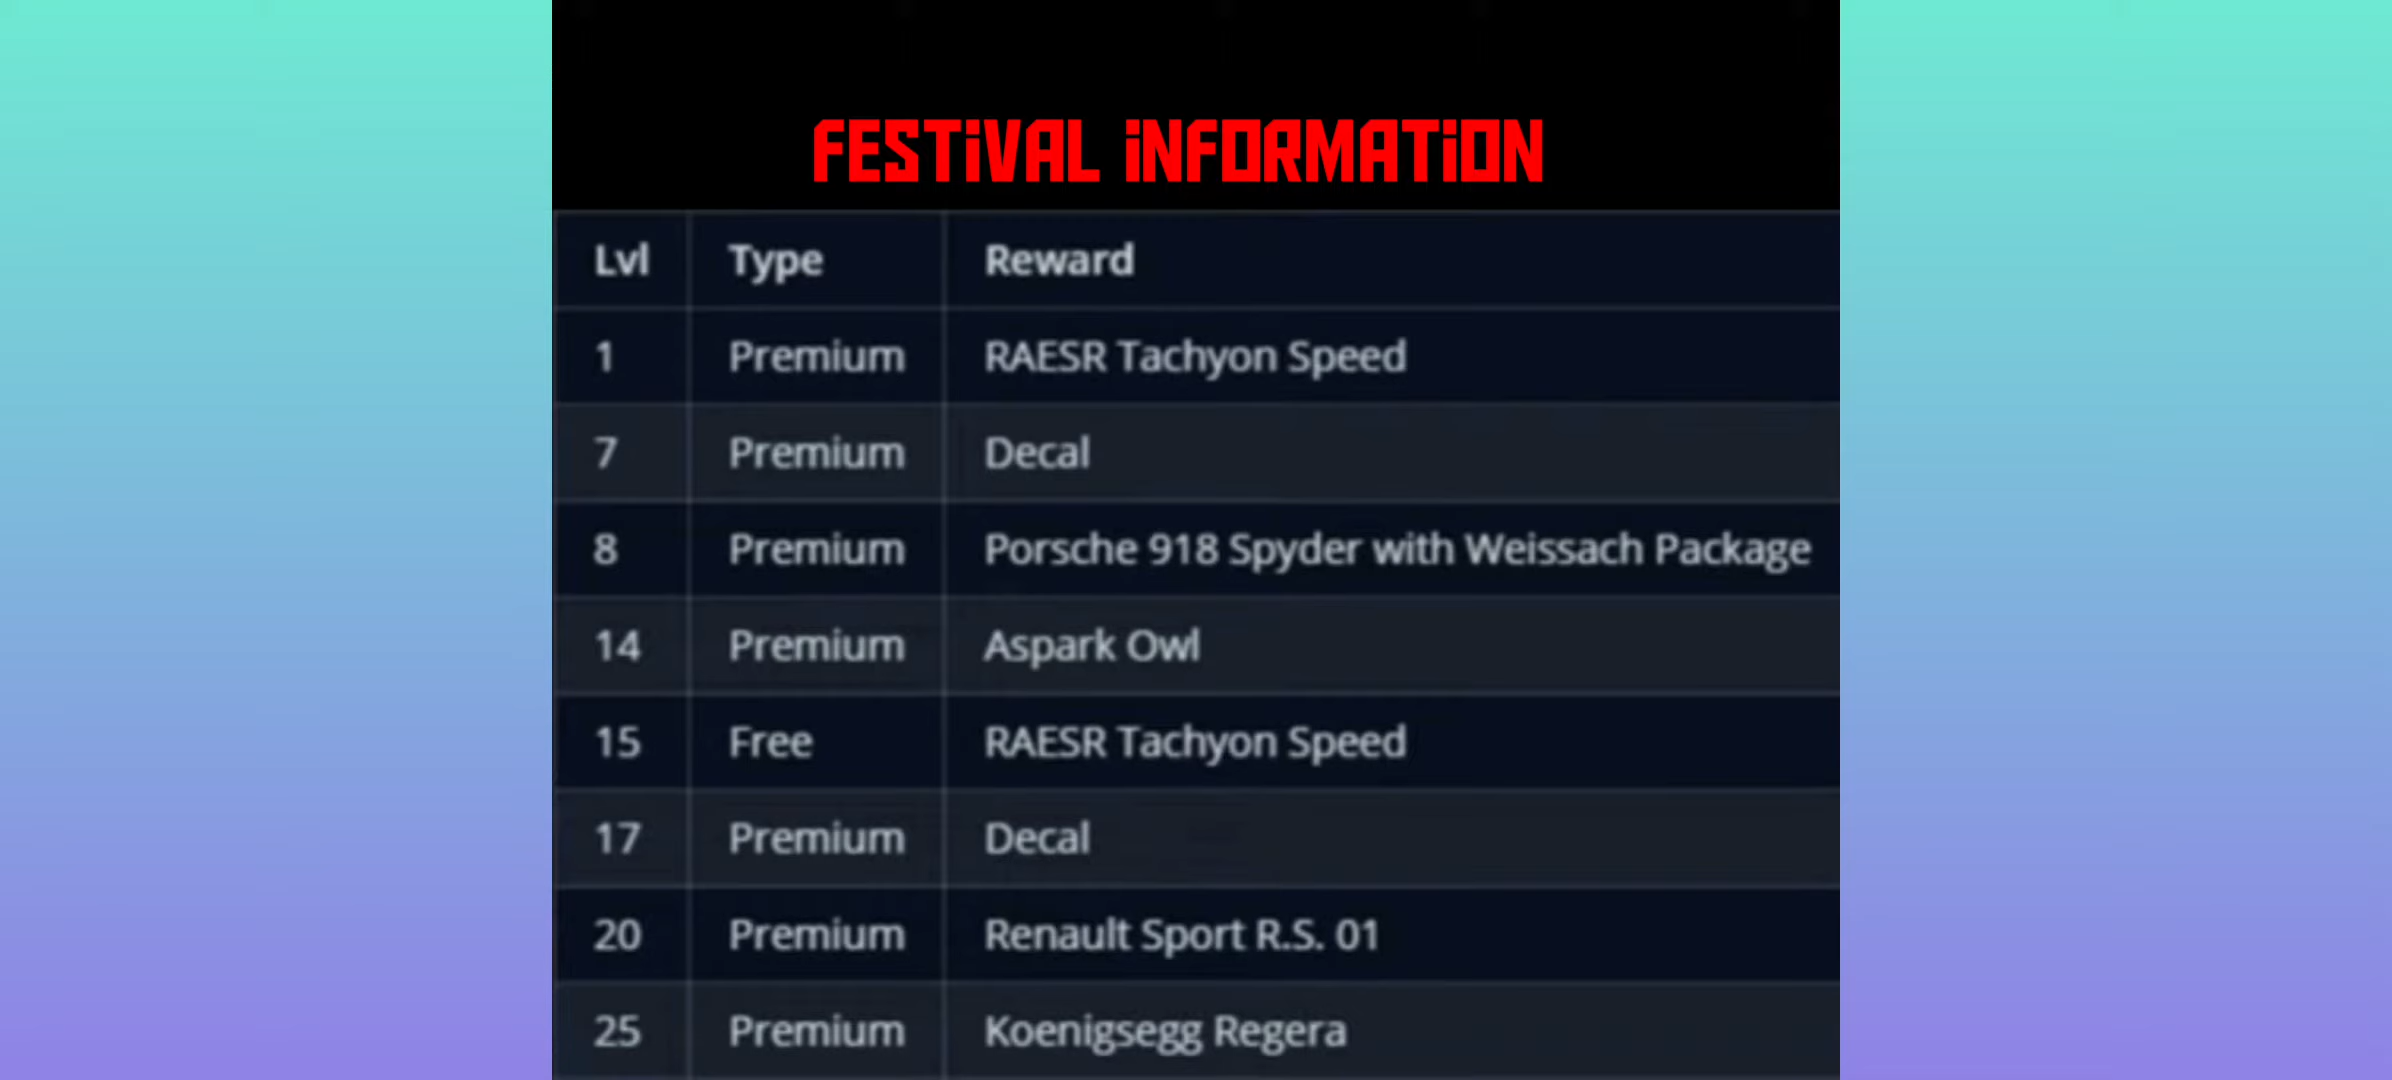 FESTiVAL iNFORMATiON
Lvl Type Reward
1 Premium RAESR Tachyon Speed
7 Premium Decal
8 Premium Porsche 918 Spyder with Weissach Package
14 Premium Aspark Owl
15 Free RAESR Tachyon Speed
17 Premium Decal
20 Premium Renault Sport R.S. 01
25 Premium Koenigsegg Regera